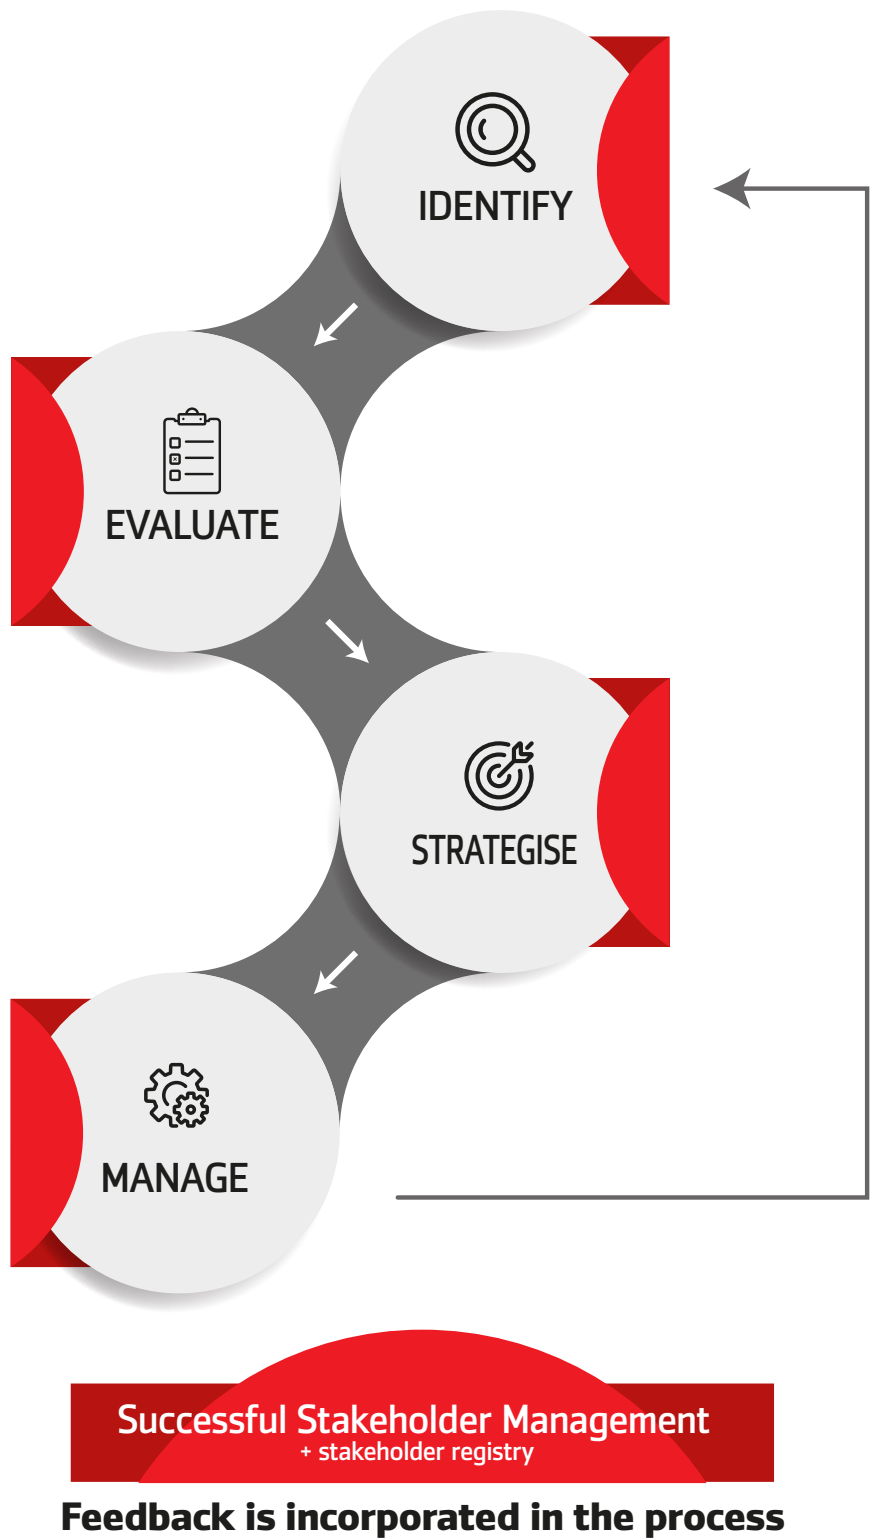 IDENTIFY
EVALUATE
STRATEGISE
MANAGE
Successful Stakeholder Management
+ stakeholder registry
Feedback is incorporated in the process